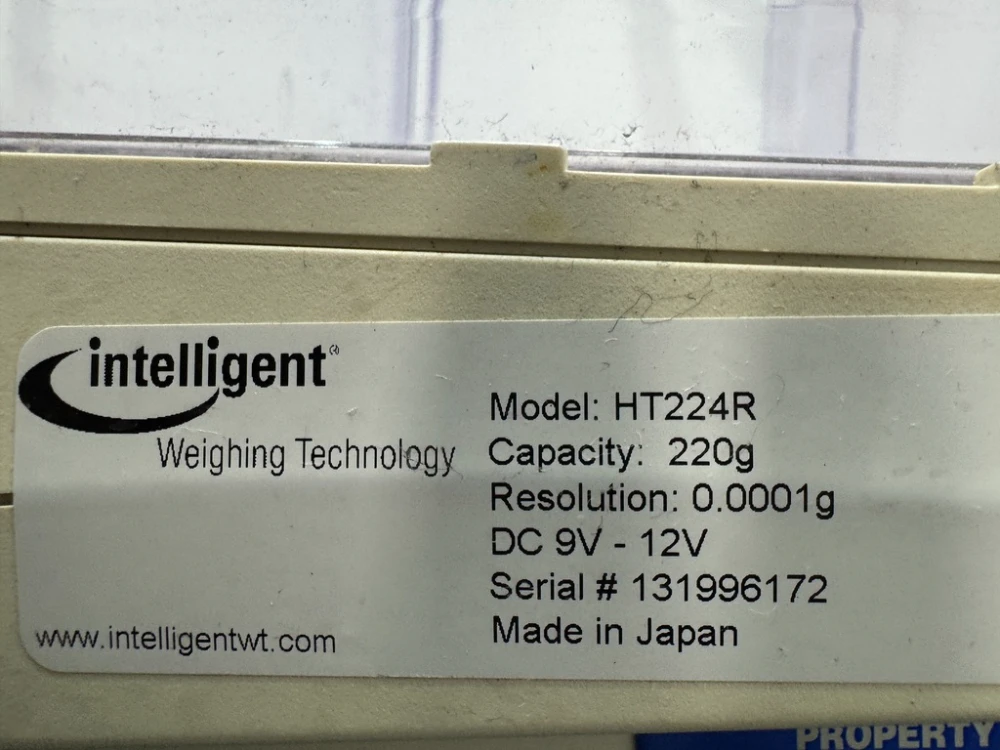 intelligent®
Weighing Technology
www.intelligentwt.com
Model: HT224R
Capacity: 220g
Resolution: 0.0001g
DC 9V - 12V
Serial # 131996172
Made in Japan
PROPERTY